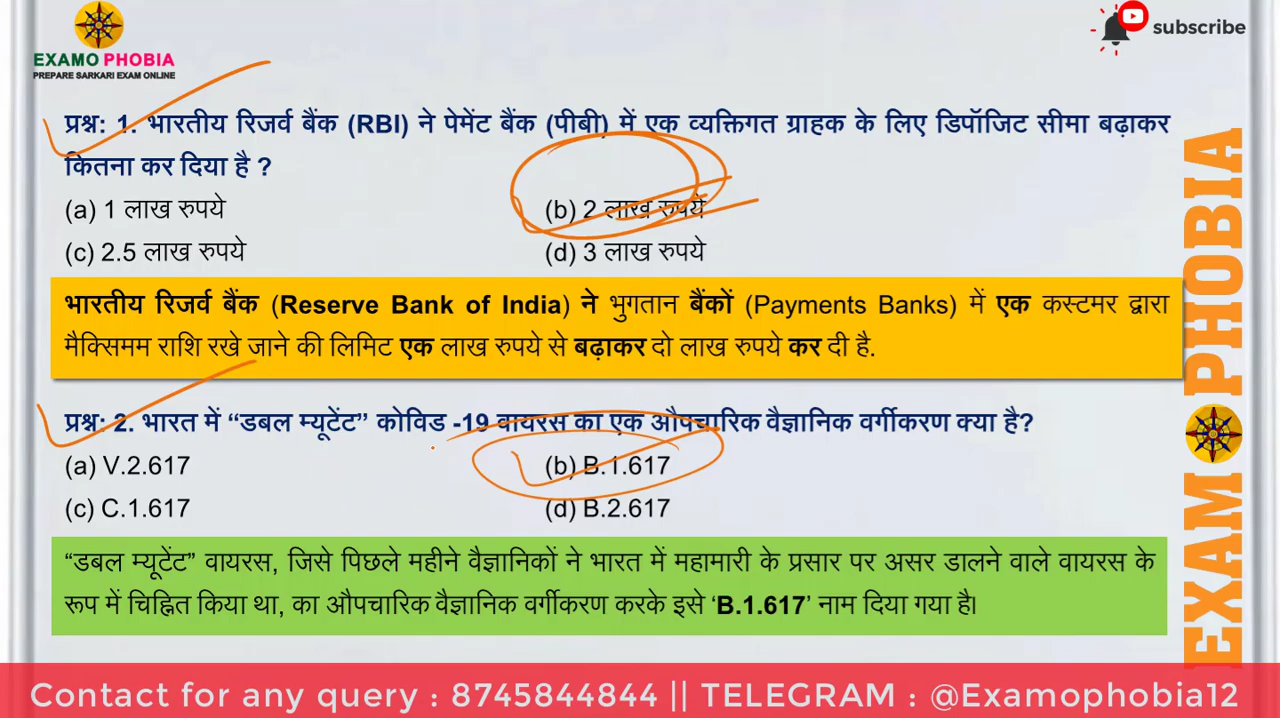 EXAMO PHOBIA
PREPARE SARKARI EXAM ONLINE
subscribe
प्रश्न: 1. भारतीय रिजर्व बैंक (RBI) ने पेमेंट बैंक (पीबी) में एक व्यक्तिगत ग्राहक के लिए डिपॉजिट सीमा बढ़ाकर
कितना कर दिया है ?
(a) 1 लाख रुपये (b) 2 लाख रुपये
(c) 2.5 लाख रुपये (d) 3 लाख रुपये
भारतीय रिजर्व बैंक (Reserve Bank of India) ने भुगतान बैंकों (Payments Banks) में एक कस्टमर द्वारा
मैक्सिमम राशि रखे जाने की लिमिट एक लाख रुपये से बढ़ाकर दो लाख रुपये कर दी है.
प्रश्न: 2. भारत में “डबल म्यूटेंट” कोविड -19 वायरस का एक औपचारिक वैज्ञानिक वर्गीकरण क्या है?
(a) V.2.617 (b) B.1.617
(c) C.1.617 (d) B.2.617
“डबल म्यूटेंट” वायरस, जिसे पिछले महीने वैज्ञानिकों ने भारत में महामारी के प्रसार पर असर डालने वाले वायरस के
रूप में चिह्नित किया था, का औपचारिक वैज्ञानिक वर्गीकरण करके इसे ‘B.1.617’ नाम दिया गया है।
EXAM PHOBIA
Contact for any query : 8745844844 || TELEGRAM : @Examophobia12